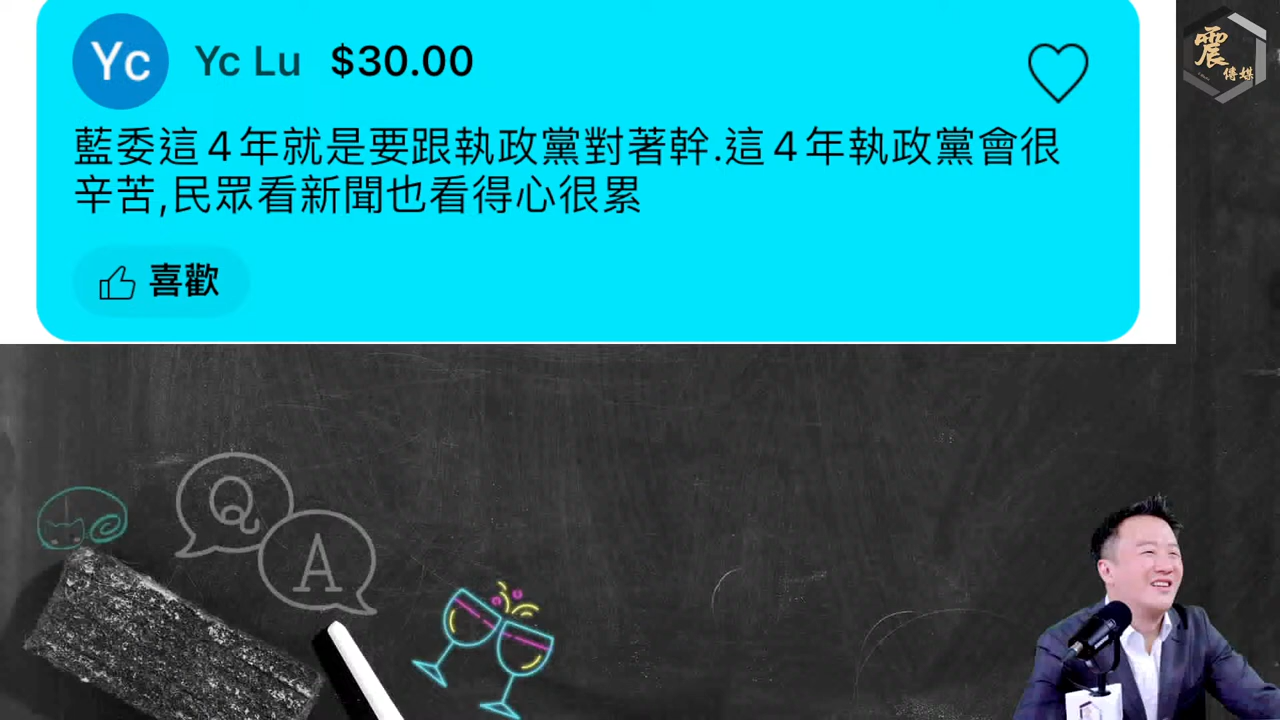 Yc
Yc Lu $30.00
藍委這4年就是要跟執政黨對著幹.這4年執政黨會很
辛苦,民眾看新聞也看得心很累
喜歡
震
傳媒
Q
A